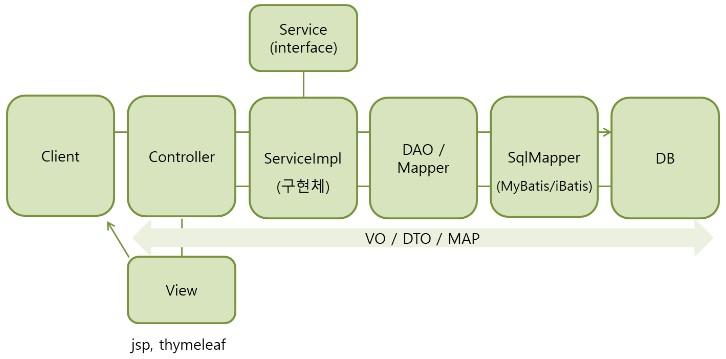 Service
(interface)
Client
Controller
ServiceImpl
(구현체)
DAO /
Mapper
SqlMapper
(MyBatis/iBatis)
DB
VO / DTO / MAP
View
jsp, thymeleaf